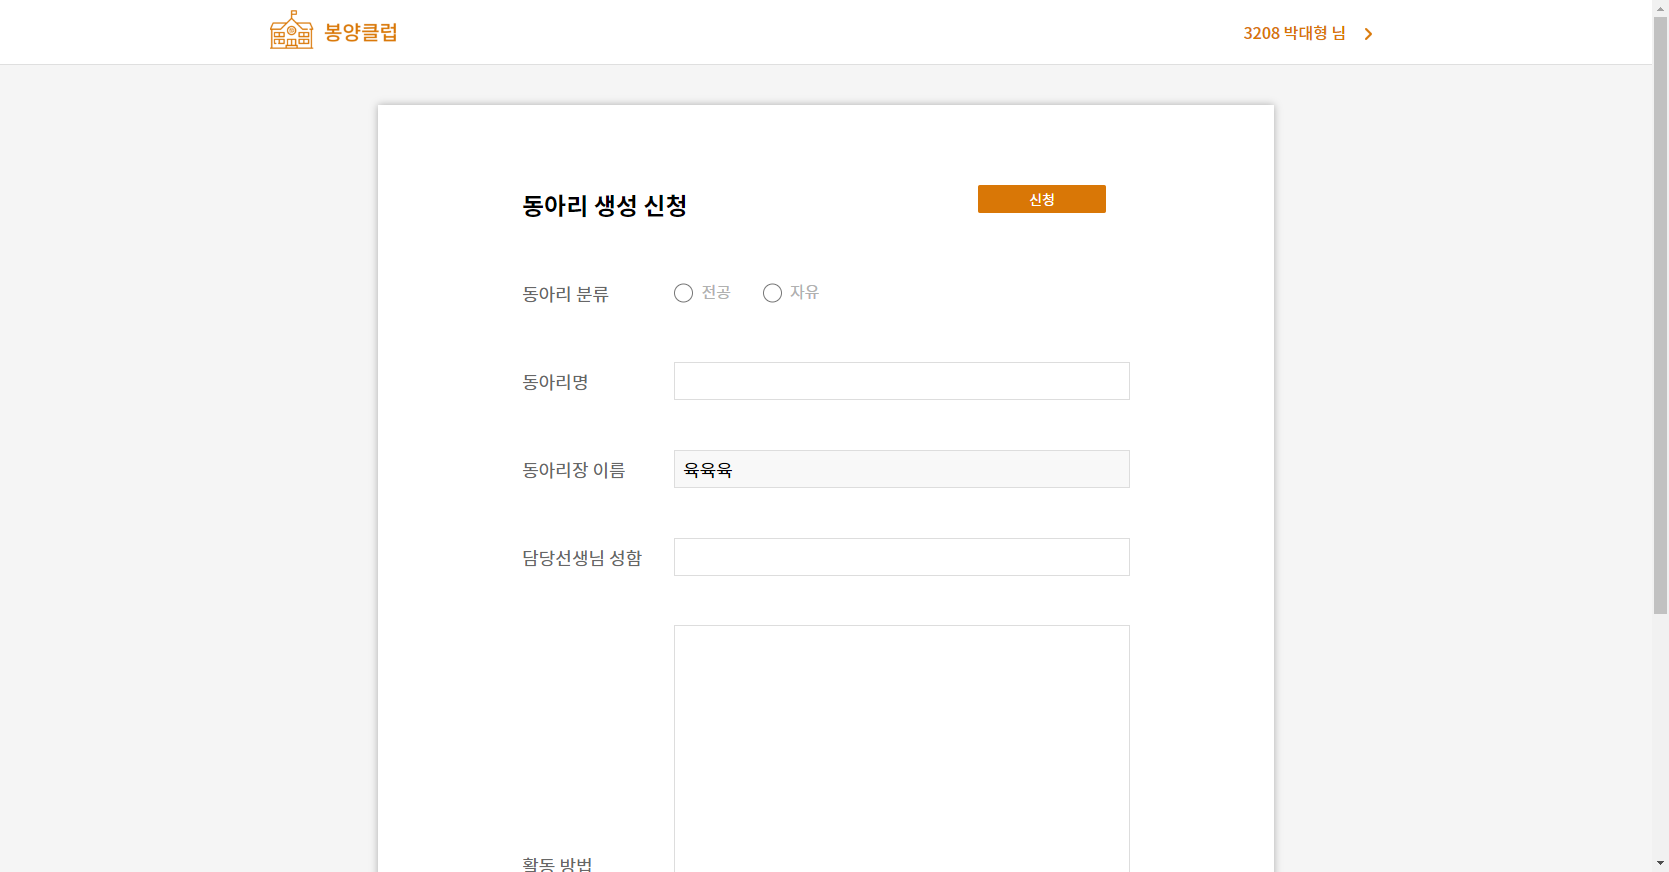 봉양클럽
3208 박대형 님
동아리 생성 신청
신청
동아리 분류
전공
자유
동아리명
동아리장 이름
육육육
담당선생님 성함
활동 방법